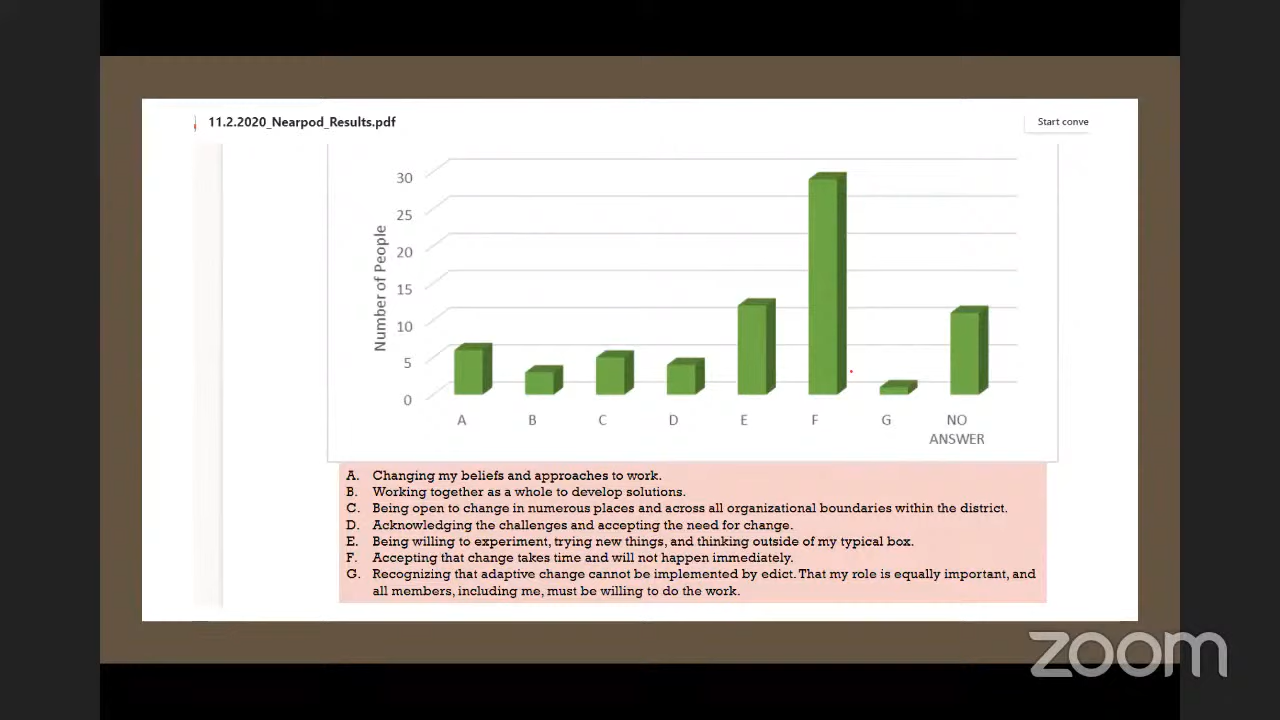 11.2.2020_Nearpod_Results.pdf
Start conve
Number of People
30
25
20
15
10
5
0
A B C D E F G NO ANSWER
A. Changing my beliefs and approaches to work.
B. Working together as a whole to develop solutions.
C. Being open to change in numerous places and across all organizational boundaries within the district.
D. Acknowledging the challenges and accepting the need for change.
E. Being willing to experiment, trying new things, and thinking outside of my typical box.
F. Accepting that change takes time and will not happen immediately.
G. Recognizing that adaptive change cannot be implemented by edict. That my role is equally important, and
all members, including me, must be willing to do the work.
zoom